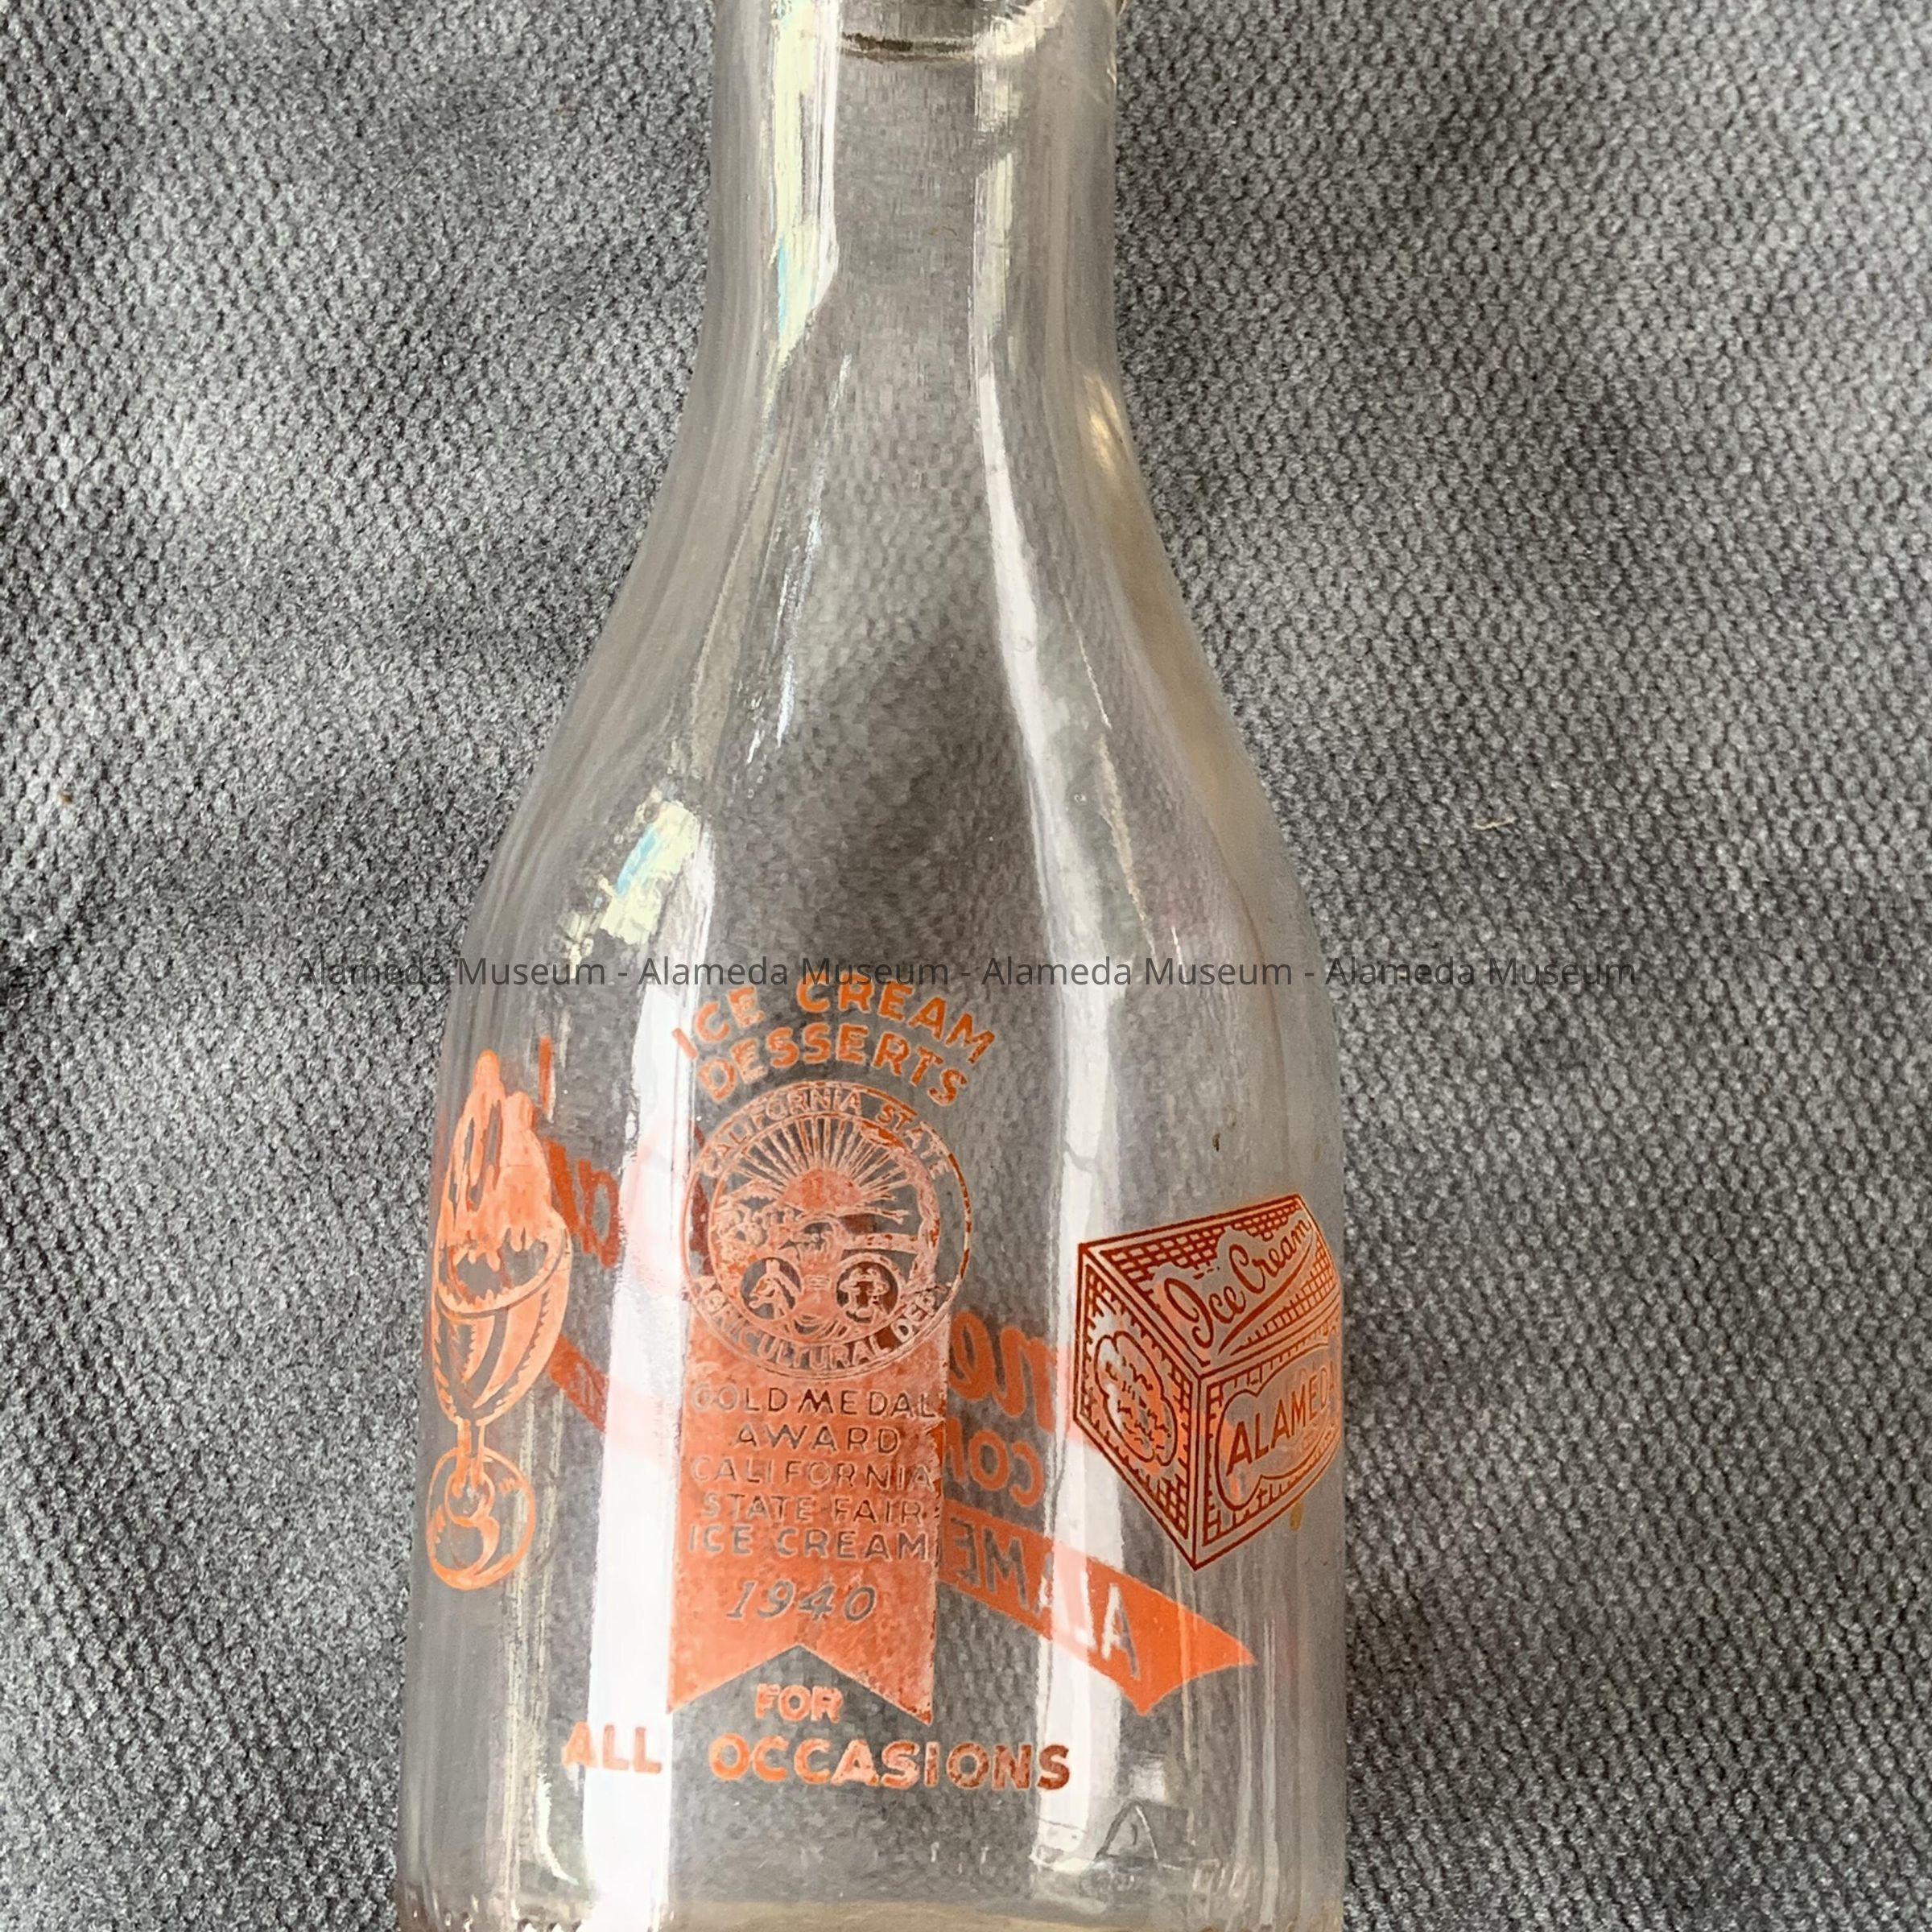 Alameda Museum - Alameda Museum - Alameda Museum - Alameda Museum
ICE CREAM
DESSERTS
CALIFORNIA STATE
AGRICULTURAL DEPT
GOLD MEDAL
AWARD
CALIFORNIA
STATE FAIR
ICE CREAM
1940
FOR
ALL OCCASIONS
Ice Cream
ALAMEDA
ALAME